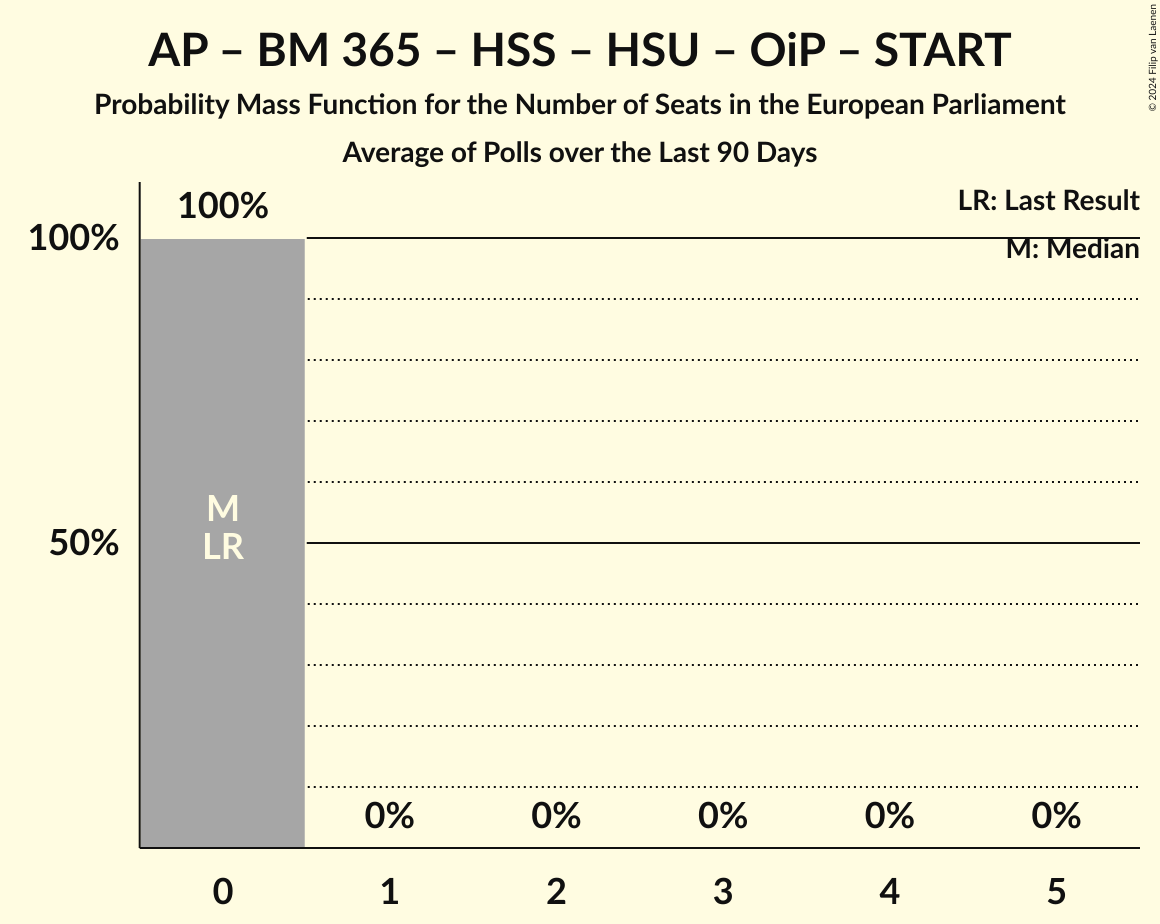 AP – BM 365 – HSS – HSU – OiP – START
Probability Mass Function for the Number of Seats in the European Parliament
Average of Polls over the Last 90 Days
© 2024 Filip van Laenen
LR: Last Result
M: Median
100%
100%
50%
M
LR
0% 0% 0% 0% 0%
0 1 2 3 4 5